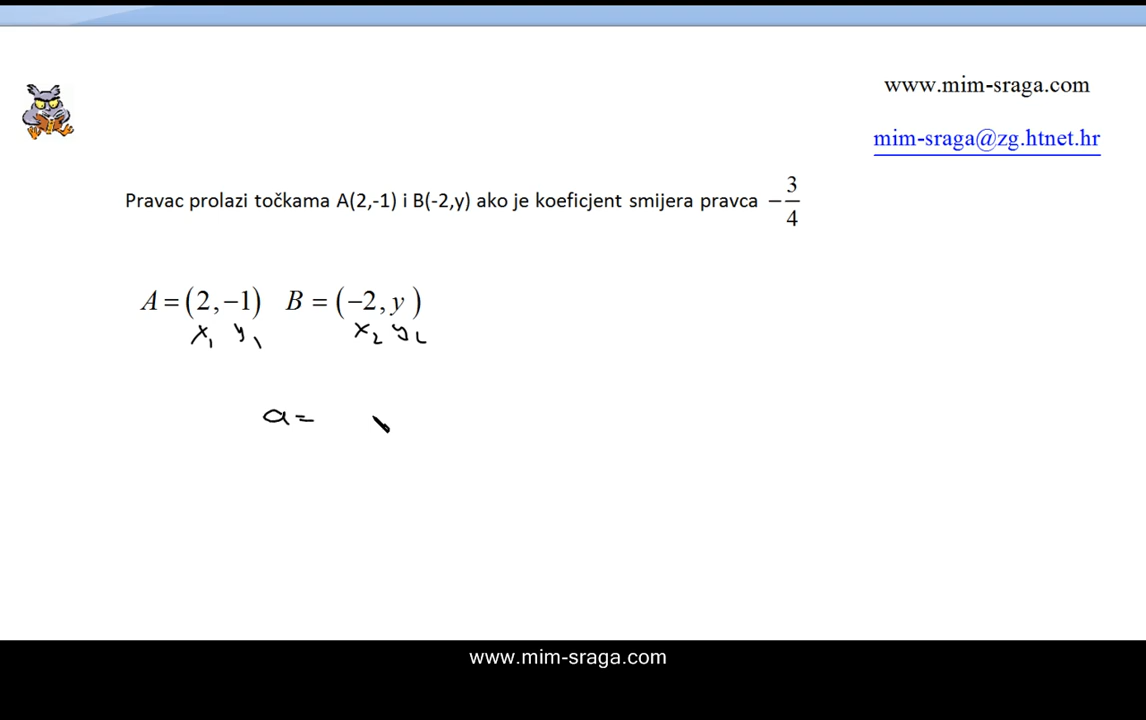 www.mim-sraga.com
mim-sraga@zg.htnet.hr
Pravac prolazi točkama A(2,-1) i B(-2,y) ako je koeficjent smijera pravca −3/4
A = (2, −1) B = (−2, y)
x₁ y₁ x₂ y₂
a =
www.mim-sraga.com